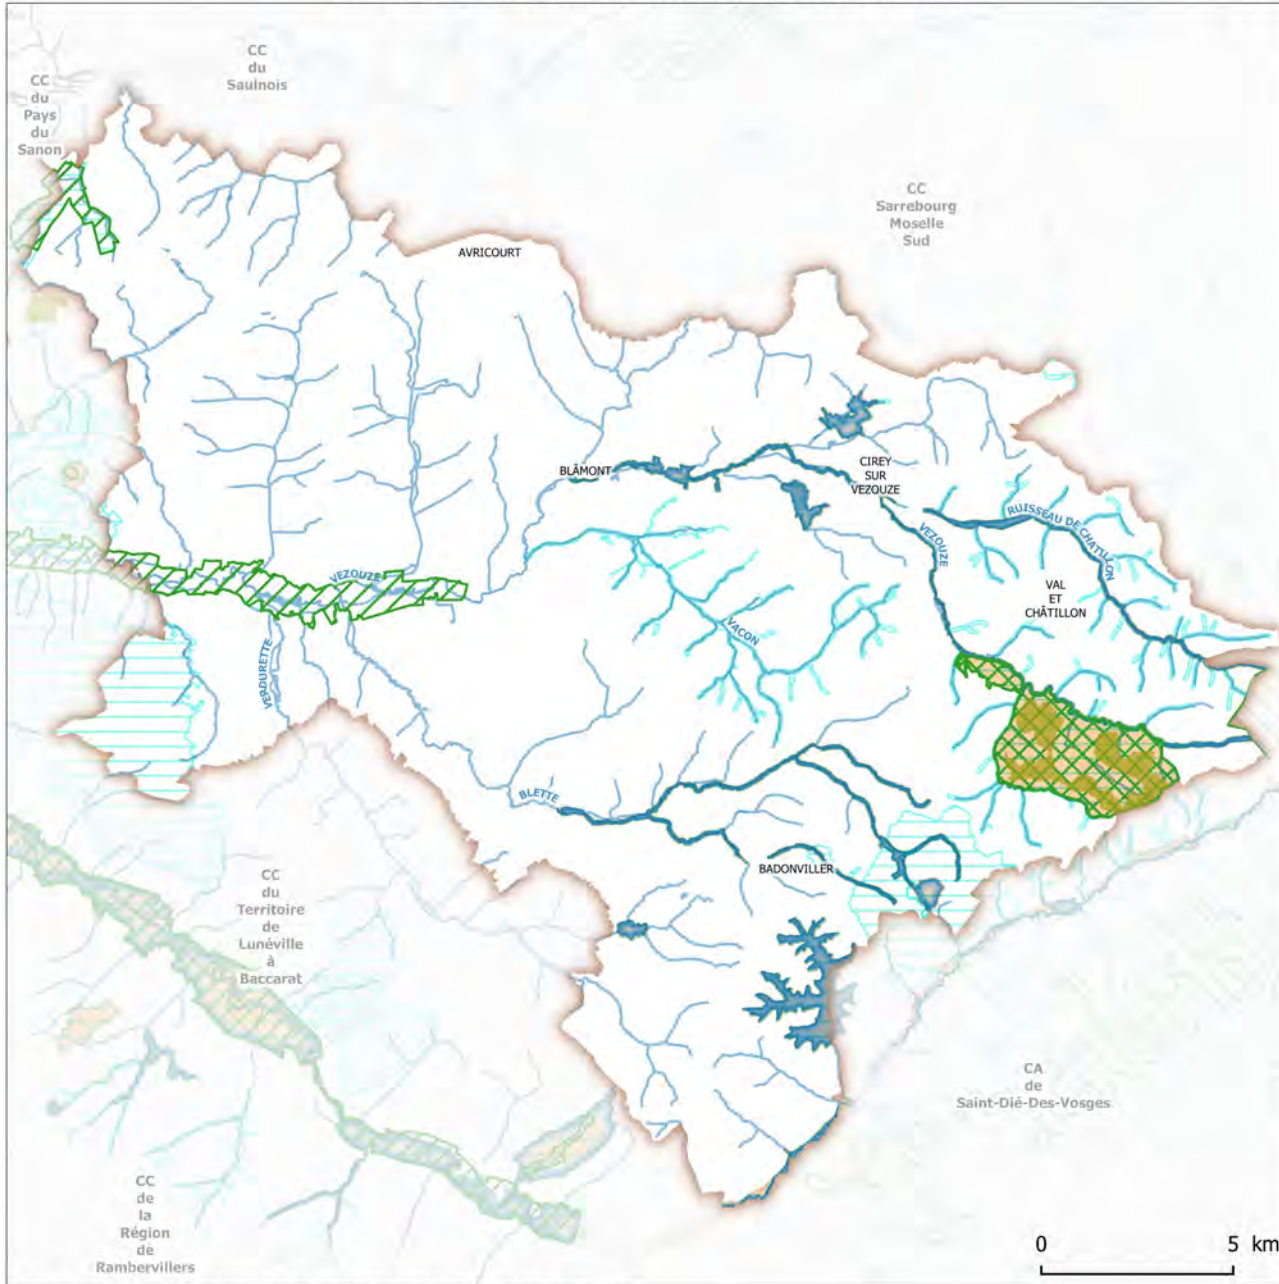 CC
du
Saulnois
CC
du
Pays
du
Sanon
CC
Sarrebourg
Moselle
Sud
AVRICOURT
BLÂMONT
CIREY
SUR
VEZOUZE
RUISSEAU DE CHATILLON
VEZOUZE
VAL
ET
CHÂTILLON
VEZOUZE
VACON
VERDURETTE
BLETTE
BADONVILLER
CC
du
Territoire
de
Lunéville
à
Baccarat
CA
de
Saint-Dié-Des-Vosges
CC
de
la
Région
de
Rambervillers
0 5 km